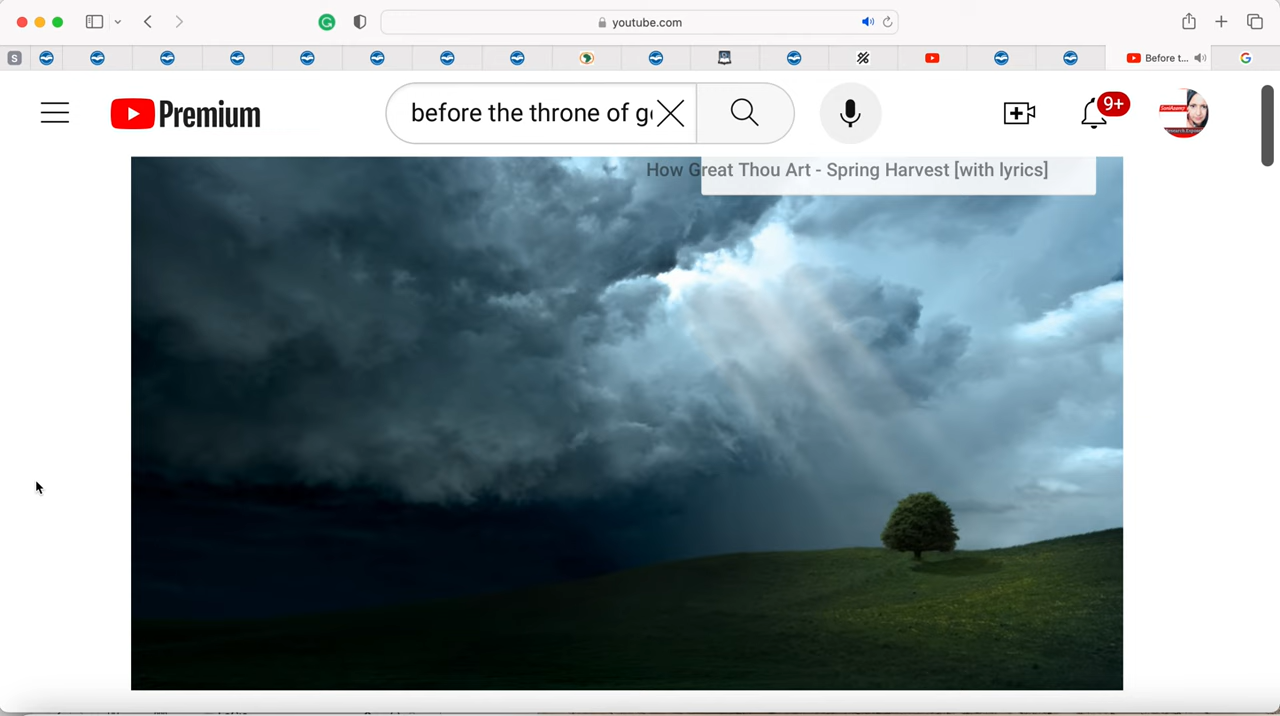 youtube.com
S
Before t...
Premium
before the throne of g
9+
How Great Thou Art - Spring Harvest [with lyrics]